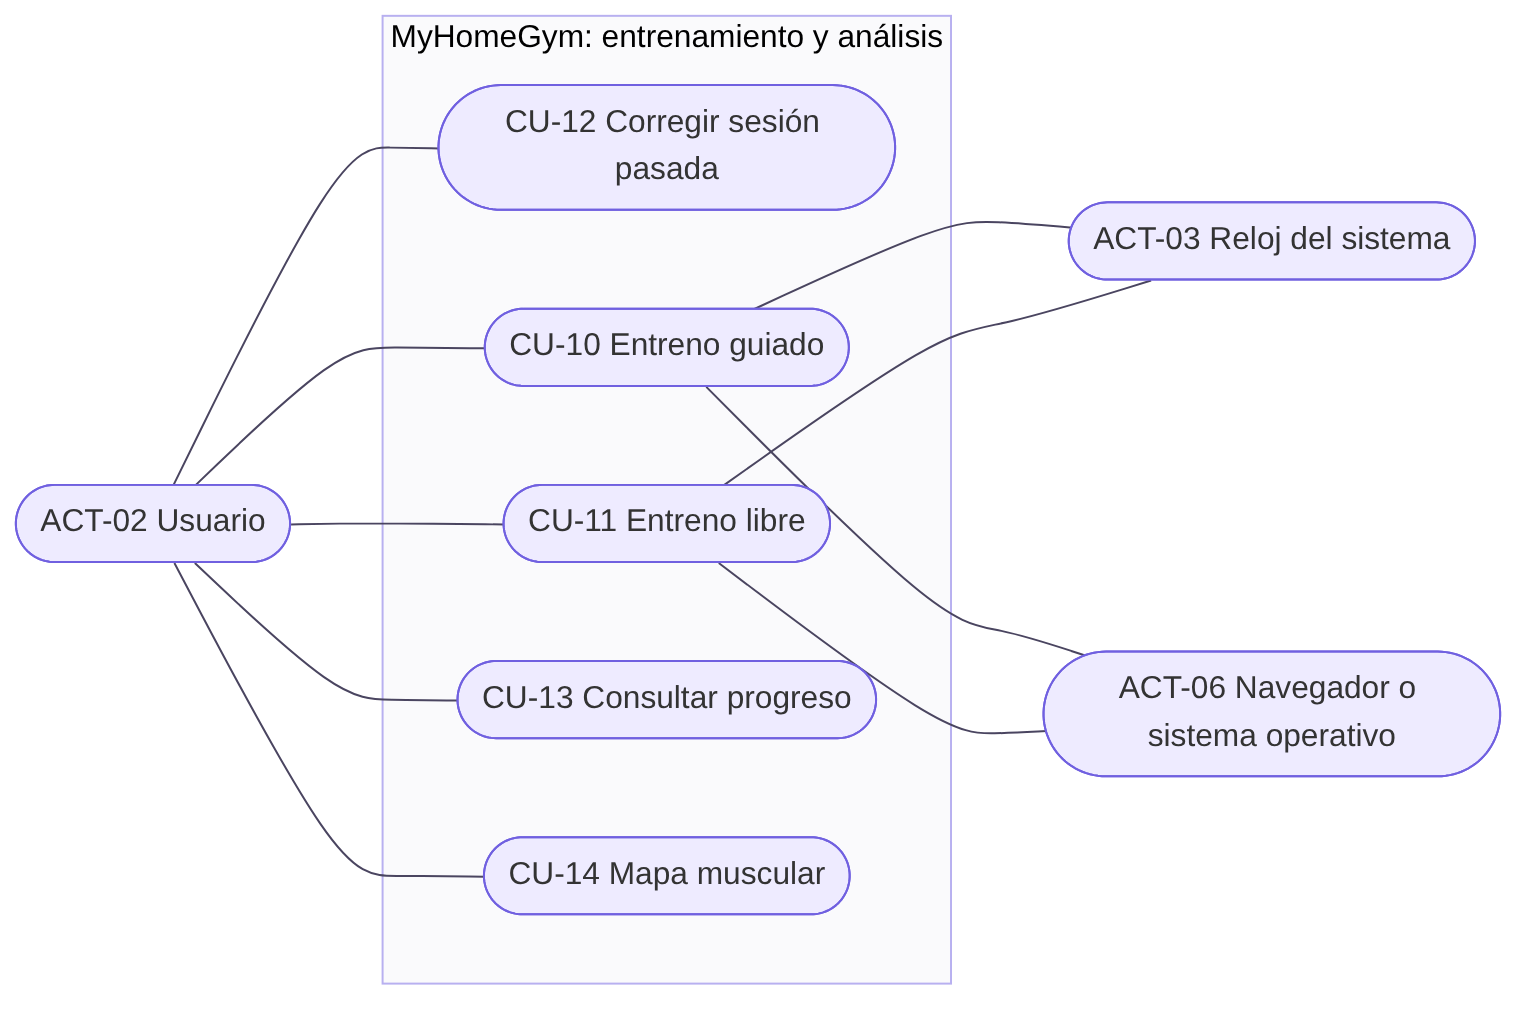 MyHomeGym: entrenamiento y análisis
CU-12 Corregir sesión
pasada
ACT-03 Reloj del sistema
CU-10 Entreno guiado
ACT-02 Usuario
CU-11 Entreno libre
CU-13 Consultar progreso
ACT-06 Navegador o
sistema operativo
CU-14 Mapa muscular